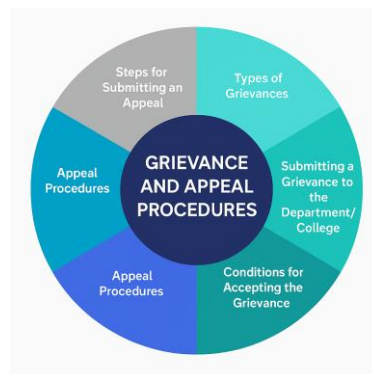 GRIEVANCE
AND APPEAL
PROCEDURES
Types of
Grievances
Submitting a
Grievance to
the
Department/
College
Conditions for
Accepting the
Grievance
Appeal
Procedures
Appeal
Procedures
Steps for
Submitting an
Appeal